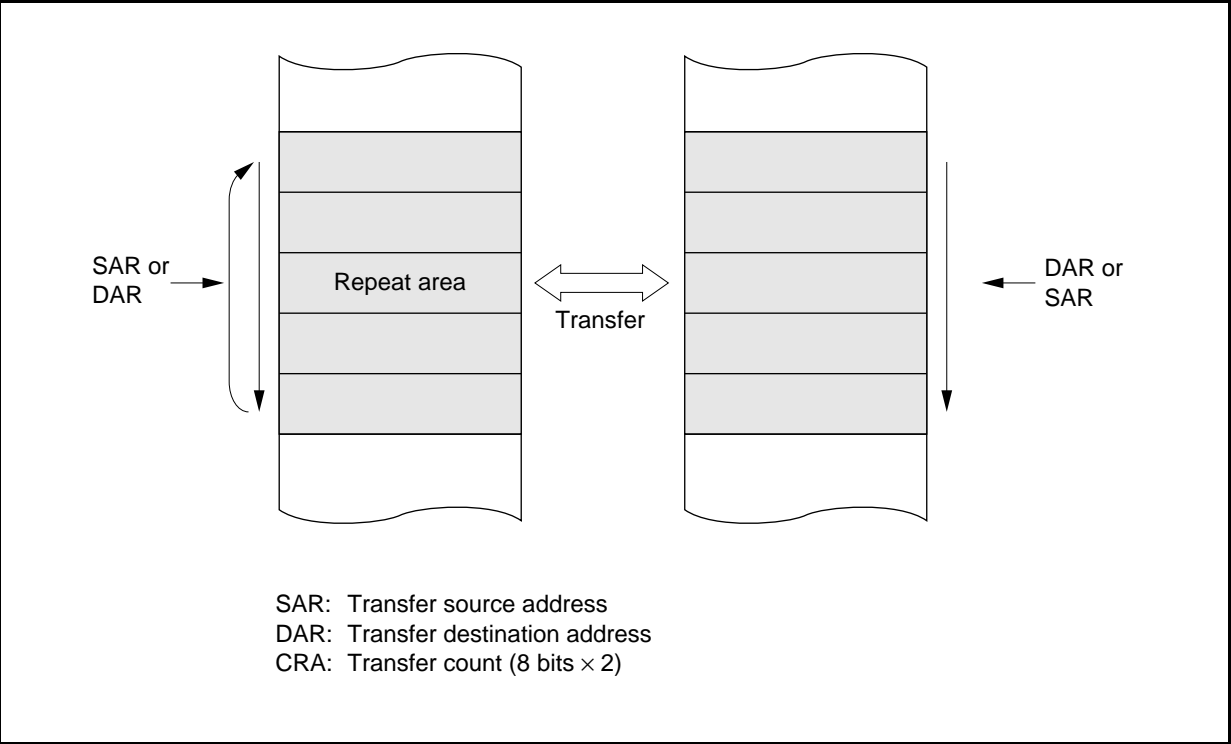 SAR or
DAR
Repeat area
Transfer
DAR or
SAR
SAR: Transfer source address
DAR: Transfer destination address
CRA: Transfer count (8 bits × 2)